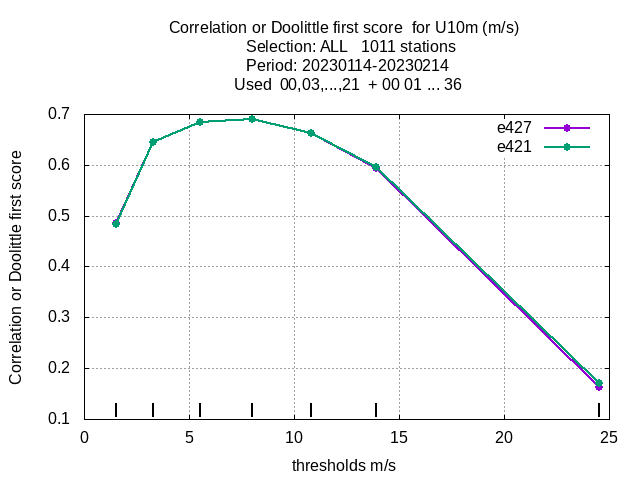 Correlation or Doolittle first score  for U10m (m/s)
Selection: ALL   1011 stations
Period: 20230114-20230214
Used  00,03,...,21  + 00 01 ... 36
e427
e421
Correlation or Doolittle first score
0.7
0.6
0.5
0.4
0.3
0.2
0.1
0 5 10 15 20 25
thresholds m/s